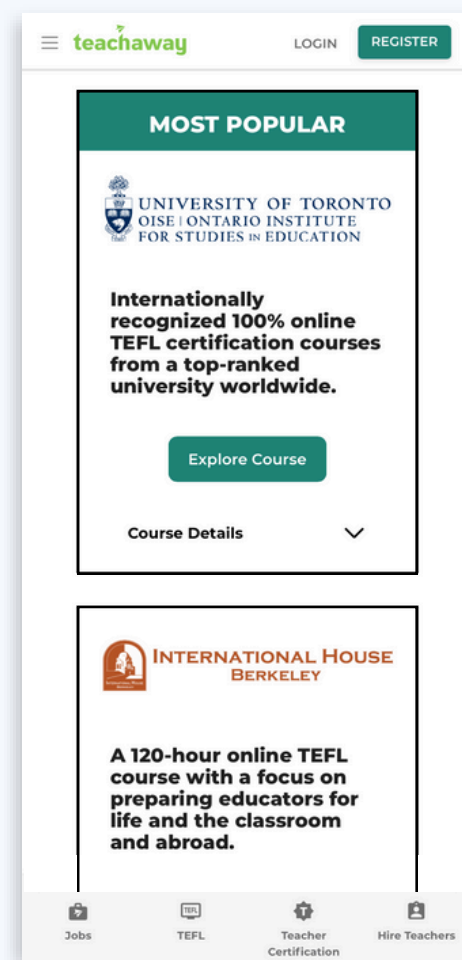 teachaway
LOGIN
REGISTER
MOST POPULAR
UNIVERSITY OF TORONTO
OISE | ONTARIO INSTITUTE
FOR STUDIES IN EDUCATION
Internationally
recognized 100% online
TEFL certification courses
from a top-ranked
university worldwide.
Explore Course
Course Details
INTERNATIONAL HOUSE
BERKELEY
A 120-hour online TEFL
course with a focus on
preparing educators for
life and the classroom
and abroad.
Jobs
TEFL
TEFL
T
Teacher
Certification
Hire Teachers